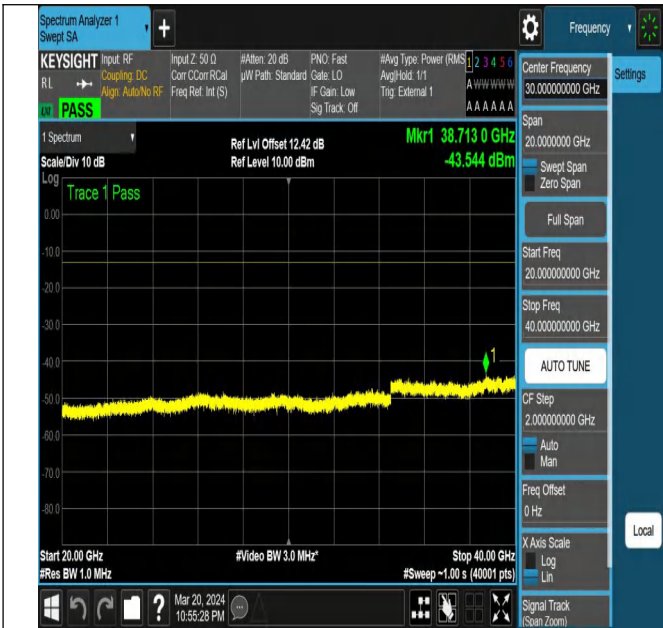 Spectrum Analyzer 1
Swept SA
+
Frequency
KEYSIGHT
RL
PASS
Input: RF
Coupling: DC
Align: Auto/No RF
Input Z: 50 Ω
Corr CCorr RCal
Freq Ref: Int (S)
#Atten: 20 dB
µW Path: Standard
PNO: Fast
Gate: LO
IF Gain: Low
Sig Track: Off
#Avg Type: Power (RMS
Avg|Hold: 1/1
Trig: External 1
1 2 3 4 5 6
A W W W W W
A A A A A A
1 Spectrum
Scale/Div 10 dB
Ref Lvl Offset 12.42 dB
Ref Level 10.00 dBm
Mkr1 38.713 0 GHz
-43.544 dBm
Log
Trace 1 Pass
0.00
-10.0
-20.0
-30.0
-40.0
-50.0
-60.0
-70.0
-80.0
1
Start 20.00 GHz
#Res BW 1.0 MHz
#Video BW 3.0 MHz*
Stop 40.00 GHz
#Sweep ~1.00 s (40001 pts)
Mar 20, 2024
10:55:28 PM
?
Center Frequency
30.000000000 GHz
Span
20.0000000 GHz
Swept Span
Zero Span
Full Span
Start Freq
20.000000000 GHz
Stop Freq
40.000000000 GHz
AUTO TUNE
CF Step
2.000000000 GHz
Auto
Man
Freq Offset
0 Hz
X Axis Scale
Log
Lin
Signal Track
(Span Zoom)
Settings
Local